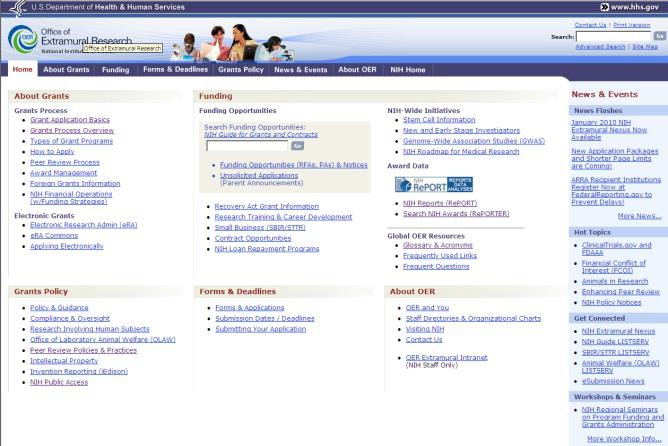 U.S. Department of Health & Human Services
www.hhs.gov
Contact Us | Print Version
Office of
Extramural Research
Office of Extramural Research
National Institu
Search:
Go
Advanced Search | Site Map
Home
About Grants
Funding
Forms & Deadlines
Grants Policy
News & Events
About OER
NIH Home
About Grants
Grants Process
Grant Application Basics
Grants Process Overview
Types of Grant Programs
How to Apply
Peer Review Process
Award Management
Foreign Grants Information
NIH Financial Operations
(w/Funding Strategies)
Electronic Grants
Electronic Research Admin (eRA)
eRA Commons
Applying Electronically
Funding
Funding Opportunities
Search Funding Opportunities:
NIH Guide for Grants and Contracts
Go
Funding Opportunities (RFAs, PAs) & Notices
Unsolicited Applications
(Parent Announcements)
Recovery Act Grant Information
Research Training & Career Development
Small Business (SBIR/STTR)
Contract Opportunities
NIH Loan Repayment Programs
NIH-Wide Initiatives
Stem Cell Information
New and Early Stage Investigators
Genome-Wide Association Studies (GWAS)
NIH Roadmap for Medical Research
Award Data
RePORT
REPORTS
DATA
ANALYSES
NIH Reports (RePORT)
Search NIH Awards (RePORTER)
Global OER Resources
Glossary & Acronyms
Frequently Used Links
Frequent Questions
Grants Policy
Policy & Guidance
Compliance & Oversight
Research Involving Human Subjects
Office of Laboratory Animal Welfare (OLAW)
Peer Review Policies & Practices
Intellectual Property
Invention Reporting (iEdison)
NIH Public Access
Forms & Deadlines
Forms & Applications
Submission Dates / Deadlines
Submitting Your Application
About OER
OER and You
Staff Directories & Organizational Charts
Visiting NIH
Contact Us
OER Extramural Intranet
(NIH Staff Only)
News & Events
News Flashes
January 2010 NIH
Extramural Nexus Now
Available
New Application Packages
and Shorter Page Limits
are Coming!
ARRA Recipient Institutions
Register Now at
FederalReporting.gov to
Prevent Delays!
More News...
Hot Topics
ClinicalTrials.gov and
FDAAA
Financial Conflict of
Interest (FCOI)
Animals in Research
Enhancing Peer Review
NIH Policy Notices
Get Connected
NIH Extramural Nexus
NIH Guide LISTSERV
SBIR/STTR LISTSERV
Animal Welfare (OLAW)
LISTSERV
eSubmission News
Workshops & Seminars
NIH Regional Seminars
on Program Funding and
Grants Administration
More Workshop Info...